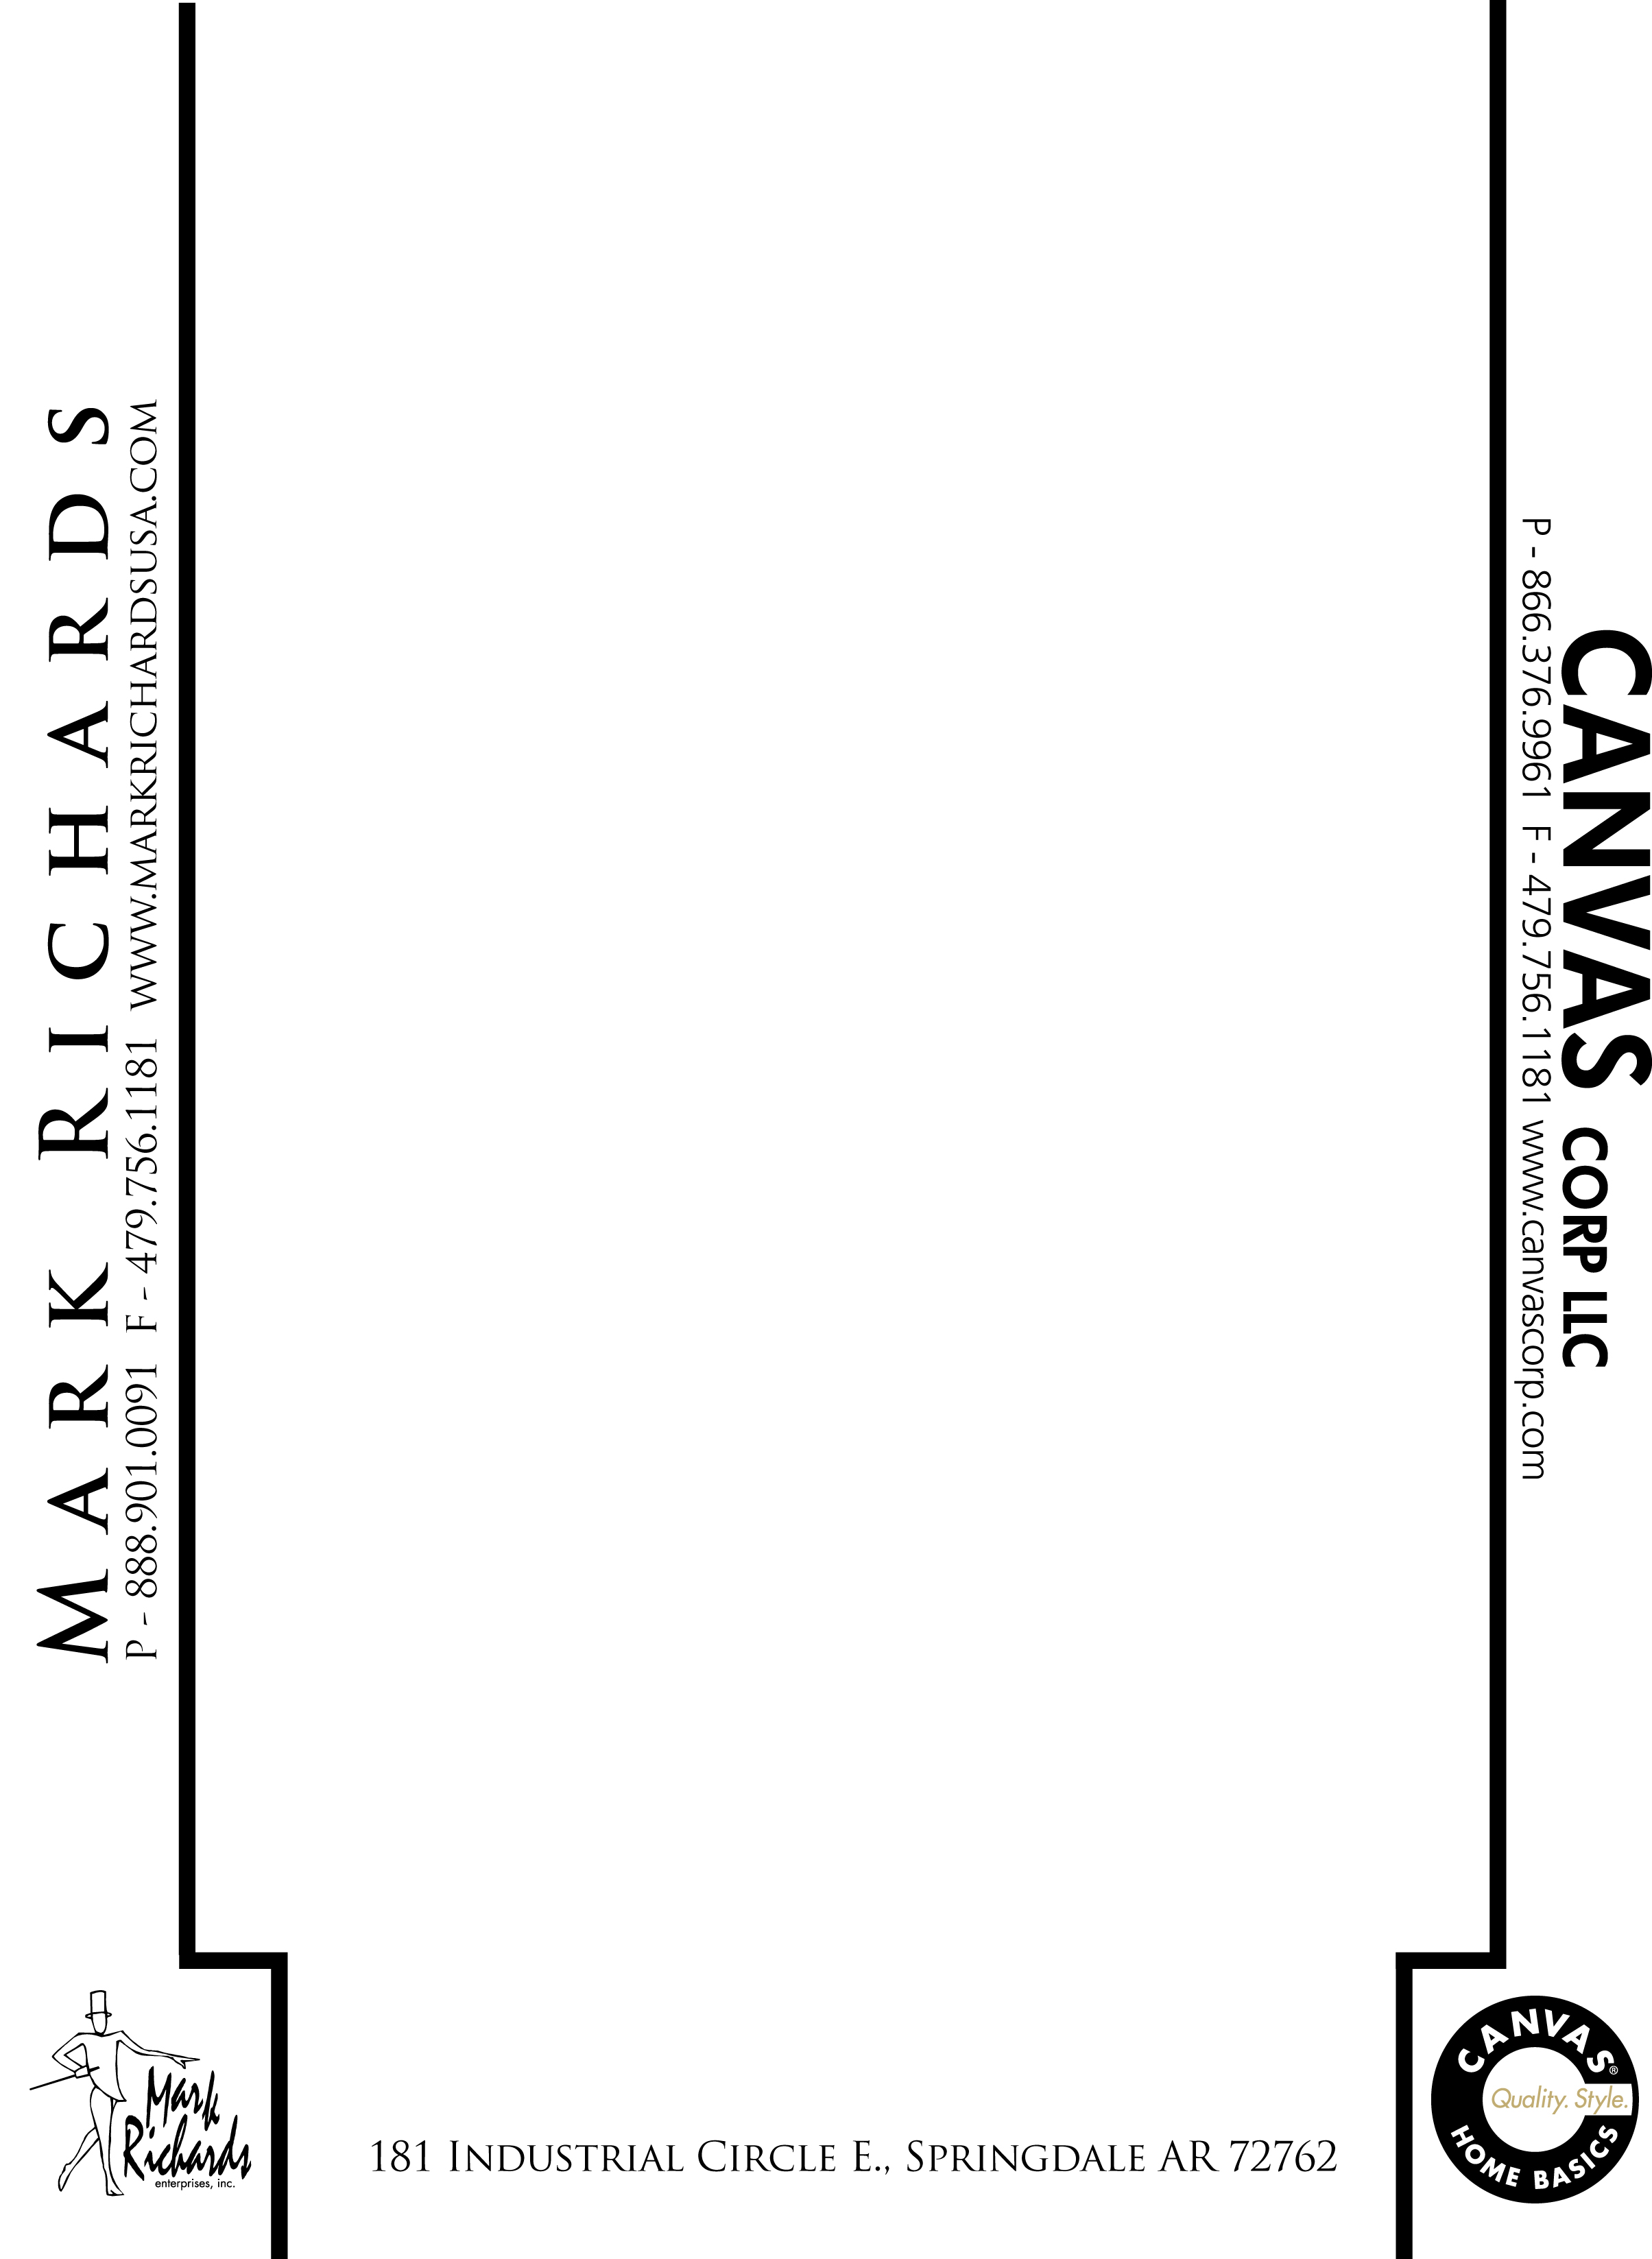 MARK RICHARDS
P - 888.901.0091 F - 479.756.1181 WWW.MARKRICHARDSUSA.COM
CANVAS CORP LLC
P - 866.376.9961 F - 479.756.1181 www.canvascorp.com
Mark
Richards
enterprises, inc.
181 INDUSTRIAL CIRCLE E., SPRINGDALE AR 72762
CANVAS®
Quality. Style.
HOME BASICS